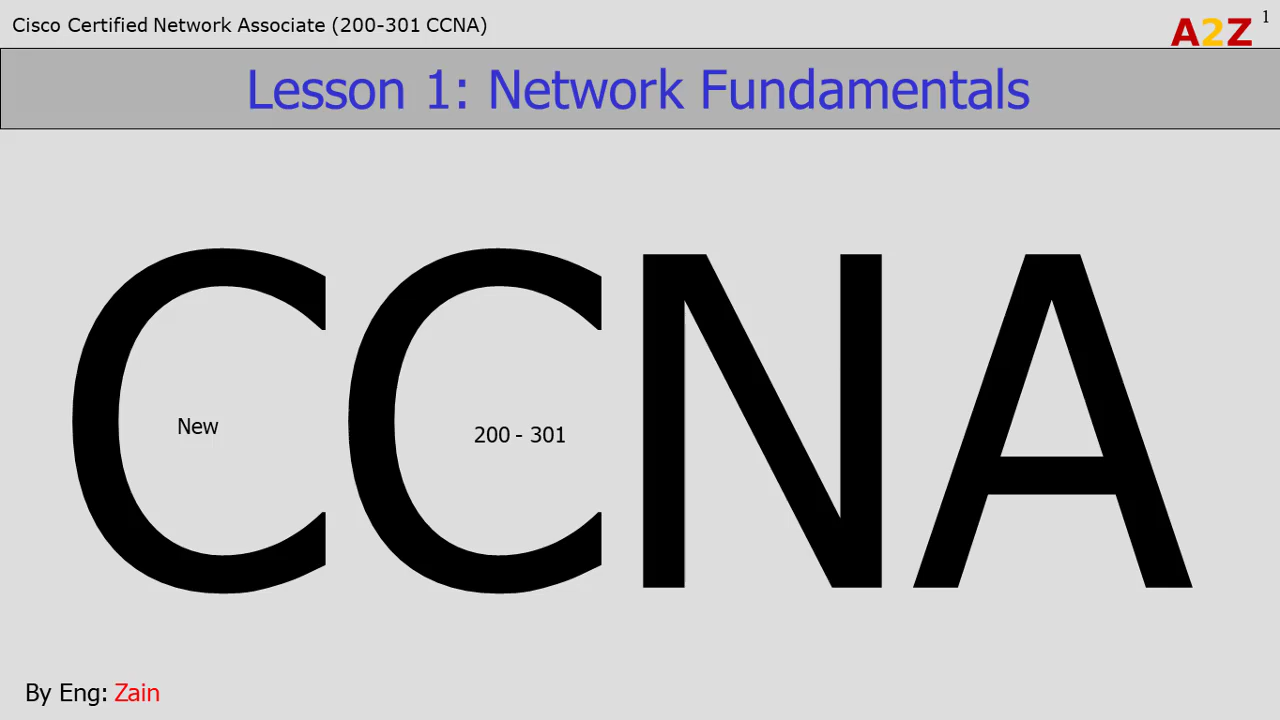 Cisco Certified Network Associate (200-301 CCNA)
A2Z
1
Lesson 1: Network Fundamentals
CCNA
New
200 - 301
By Eng: Zain